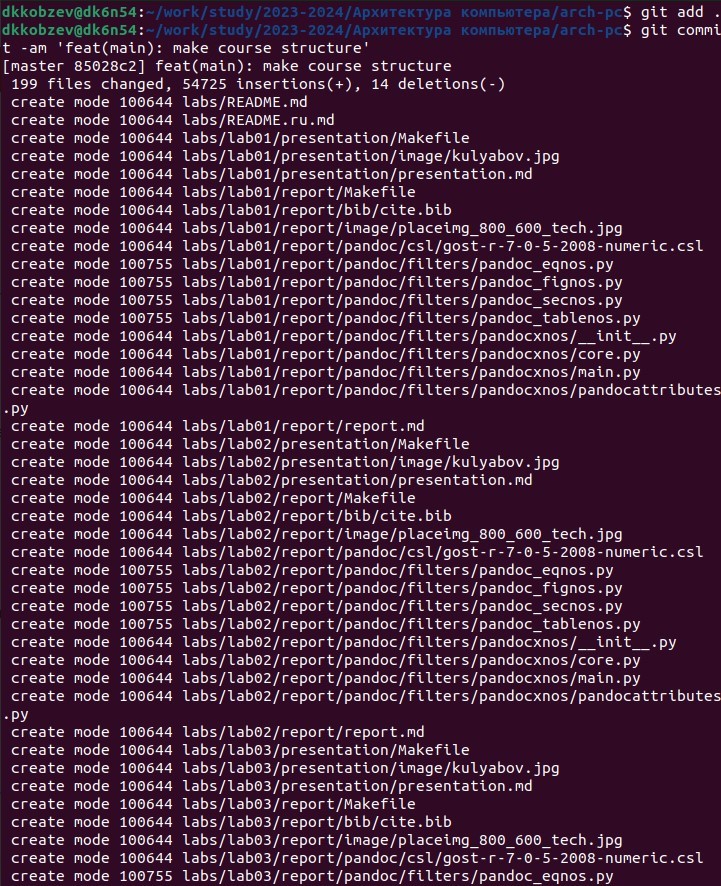 dkkobzev@dk6n54:~/work/study/2023-2024/Архитектура компьютера/arch-pc$ git add .
dkkobzev@dk6n54:~/work/study/2023-2024/Архитектура компьютера/arch-pc$ git commi
t -am 'feat(main): make course structure'
[master 85028c2] feat(main): make course structure
 199 files changed, 54725 insertions(+), 14 deletions(-)
 create mode 100644 labs/README.md
 create mode 100644 labs/README.ru.md
 create mode 100644 labs/lab01/presentation/Makefile
 create mode 100644 labs/lab01/presentation/image/kulyabov.jpg
 create mode 100644 labs/lab01/presentation/presentation.md
 create mode 100644 labs/lab01/report/Makefile
 create mode 100644 labs/lab01/report/bib/cite.bib
 create mode 100644 labs/lab01/report/image/placeimg_800_600_tech.jpg
 create mode 100644 labs/lab01/report/pandoc/csl/gost-r-7-0-5-2008-numeric.csl
 create mode 100755 labs/lab01/report/pandoc/filters/pandoc_eqnos.py
 create mode 100755 labs/lab01/report/pandoc/filters/pandoc_fignos.py
 create mode 100755 labs/lab01/report/pandoc/filters/pandoc_secnos.py
 create mode 100755 labs/lab01/report/pandoc/filters/pandoc_tablenos.py
 create mode 100644 labs/lab01/report/pandoc/filters/pandocxnos/__init__.py
 create mode 100644 labs/lab01/report/pandoc/filters/pandocxnos/core.py
 create mode 100644 labs/lab01/report/pandoc/filters/pandocxnos/main.py
 create mode 100644 labs/lab01/report/pandoc/filters/pandocxnos/pandocattributes
.py
 create mode 100644 labs/lab01/report/report.md
 create mode 100644 labs/lab02/presentation/Makefile
 create mode 100644 labs/lab02/presentation/image/kulyabov.jpg
 create mode 100644 labs/lab02/presentation/presentation.md
 create mode 100644 labs/lab02/report/Makefile
 create mode 100644 labs/lab02/report/bib/cite.bib
 create mode 100644 labs/lab02/report/image/placeimg_800_600_tech.jpg
 create mode 100644 labs/lab02/report/pandoc/csl/gost-r-7-0-5-2008-numeric.csl
 create mode 100755 labs/lab02/report/pandoc/filters/pandoc_eqnos.py
 create mode 100755 labs/lab02/report/pandoc/filters/pandoc_fignos.py
 create mode 100755 labs/lab02/report/pandoc/filters/pandoc_secnos.py
 create mode 100755 labs/lab02/report/pandoc/filters/pandoc_tablenos.py
 create mode 100644 labs/lab02/report/pandoc/filters/pandocxnos/__init__.py
 create mode 100644 labs/lab02/report/pandoc/filters/pandocxnos/core.py
 create mode 100644 labs/lab02/report/pandoc/filters/pandocxnos/main.py
 create mode 100644 labs/lab02/report/pandoc/filters/pandocxnos/pandocattributes
.py
 create mode 100644 labs/lab02/report/report.md
 create mode 100644 labs/lab03/presentation/Makefile
 create mode 100644 labs/lab03/presentation/image/kulyabov.jpg
 create mode 100644 labs/lab03/presentation/presentation.md
 create mode 100644 labs/lab03/report/Makefile
 create mode 100644 labs/lab03/report/bib/cite.bib
 create mode 100644 labs/lab03/report/image/placeimg_800_600_tech.jpg
 create mode 100644 labs/lab03/report/pandoc/csl/gost-r-7-0-5-2008-numeric.csl
 create mode 100755 labs/lab03/report/pandoc/filters/pandoc_eqnos.py